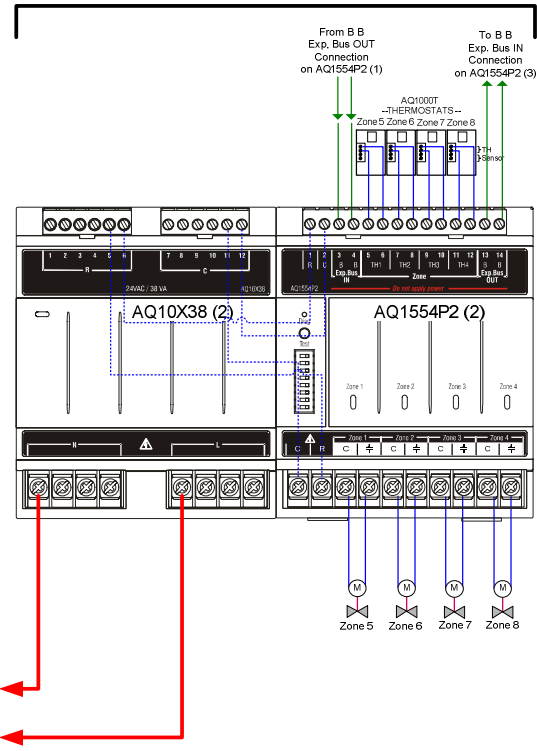 From B B
Exp. Bus OUT
Connection
on AQ1554P2 (1)
To B B
Exp. Bus IN
Connection
on AQ1554P2 (3)
AQ1000T
--THERMOSTATS--
Zone 5 Zone 6 Zone 7 Zone 8
TH
Sensor
1 2 3 4 5 6 7 8 9 10 11 12
R C
24VAC / 38 VA AQ10X38
1 2 3 4 5 6 7 8 9 10 11 12 13 14
R C B B TH1 TH2 TH3 TH4 B B
Exp.Bus IN Zone Exp.Bus OUT
AQ1554P2 Do not apply power
AQ10X38 (2)
AQ1554P2 (2)
Test
Zone 1 Zone 2 Zone 3 Zone 4
N L
Zone 1 Zone 2 Zone 3 Zone 4
C R C C C C
M M M M
Zone 5 Zone 6 Zone 7 Zone 8